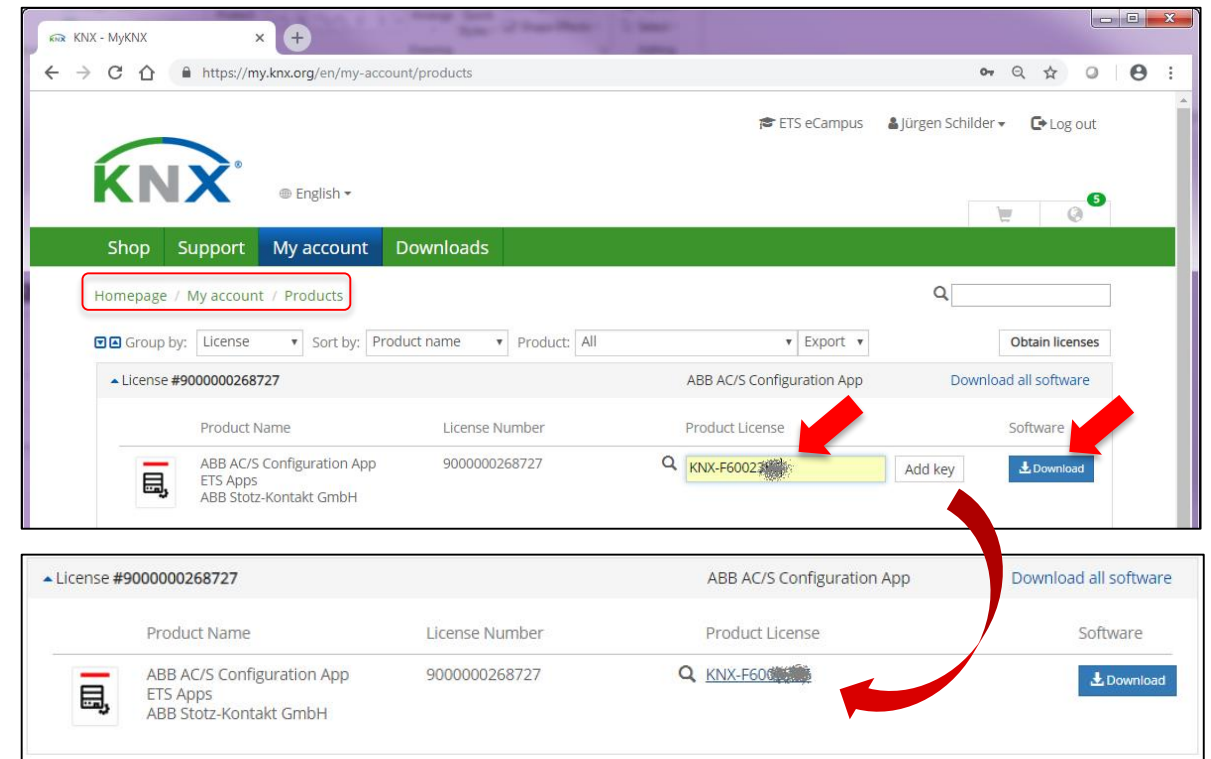 KNX - MyKNX
https://my.knx.org/en/my-account/products
ETS eCampus Jürgen Schilder Log out
KNX®
English
5
Shop Support My account Downloads
Homepage / My account / Products
Group by: License Sort by: Product name Product: All Export Obtain licenses
License #9000000268727 ABB AC/S Configuration App Download all software
Product Name License Number Product License Software
ABB AC/S Configuration App 9000000268727 KNX-F6002 Add key Download
ETS Apps
ABB Stotz-Kontakt GmbH
License #9000000268727 ABB AC/S Configuration App Download all software
Product Name License Number Product License Software
ABB AC/S Configuration App 9000000268727 KNX-F600 Download
ETS Apps
ABB Stotz-Kontakt GmbH